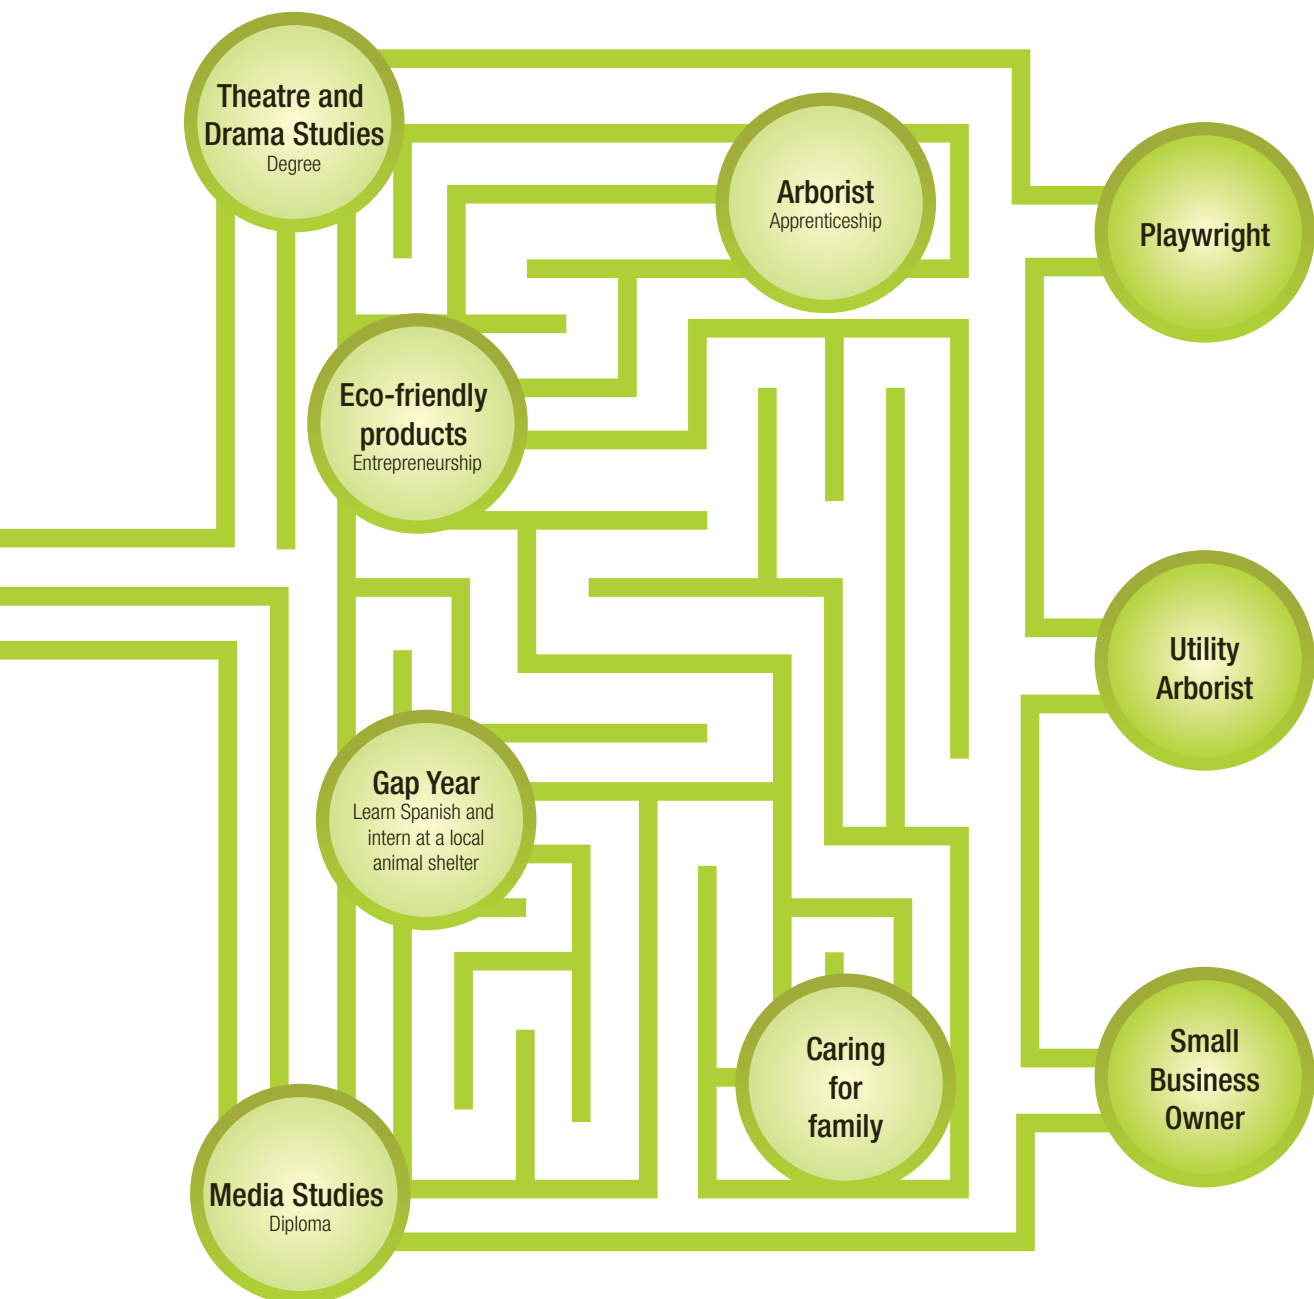 Theatre and
Drama Studies
Degree
Arborist
Apprenticeship
Playwright
Eco-friendly
products
Entrepreneurship
Utility
Arborist
Gap Year
Learn Spanish and
intern at a local
animal shelter
Caring
for
family
Small
Business
Owner
Media Studies
Diploma